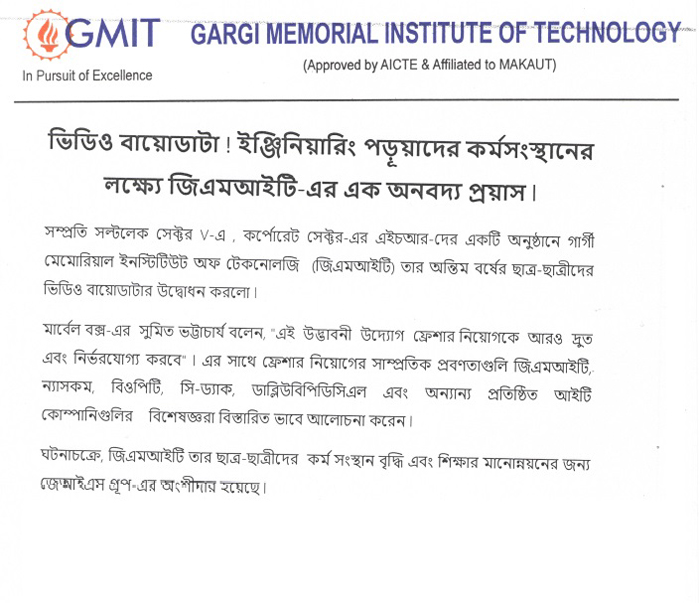 GMIT
GARGI MEMORIAL INSTITUTE OF TECHNOLOGY
In Pursuit of Excellence
(Approved by AICTE & Affiliated to MAKAUT)
ভিডিও বায়োডাটা ! ইঞ্জিনিয়ারিং পড়ূয়াদের কর্মসংস্থানের
লক্ষ্যে জিএমআইটি-এর এক অনবদ্য প্রয়াস।
সম্প্রতি সল্টলেক সেক্টর V-এ , কর্পোরেট সেক্টর-এর এইচআর-দের একটি অনুষ্ঠানে গার্গী
মেমোরিয়াল ইনস্টিটিউট অফ টেকনোলজি (জিএমআইটি) তার অন্তিম বর্ষের ছাত্র-ছাত্রীদের
ভিডিও বায়োডাটার উদ্বোধন করলো।
মার্বেল বক্স-এর সুমিত ভট্টাচার্য বলেন, "এই উদ্ভাবনী উদ্যোগ ফ্রেশার নিয়োগকে আরও দ্রুত
এবং নির্ভরযোগ্য করবে"। এর সাথে ফ্রেশার নিয়োগের সাম্প্রতিক প্রবণতাগুলি জিএমআইটি,
ন্যাসকম, বিওপিটি, সি-ড্যাক, ডাব্লিউবিপিডিসিএল এবং অন্যান্য প্রতিষ্ঠিত আইটি
কোম্পানিগুলির বিশেষজ্ঞরা বিস্তারিত ভাবে আলোচনা করেন।
ঘটনাচক্রে, জিএমআইটি তার ছাত্র-ছাত্রীদের কর্ম সংস্থান বৃদ্ধি এবং শিক্ষার মানোন্নয়নের জন্য
জেআইএস গ্রূপ-এর অংশীদার হয়েছে।